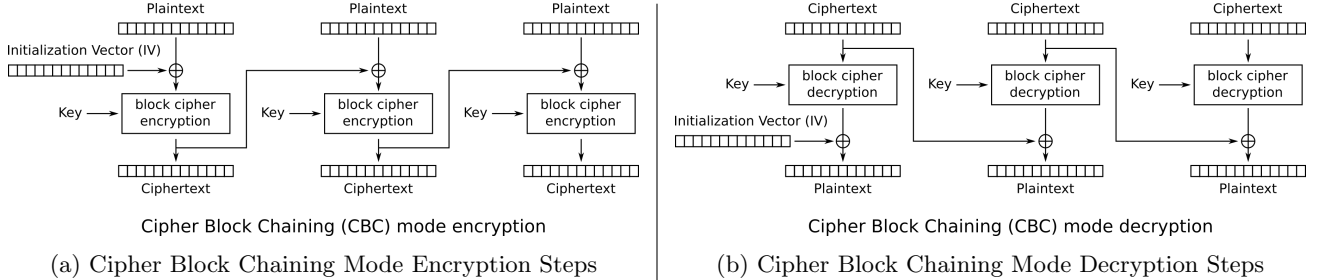 Plaintext
Plaintext
Plaintext
Initialization Vector (IV)
Key
block cipher
encryption
Key
block cipher
encryption
Key
block cipher
encryption
Ciphertext
Ciphertext
Ciphertext
Cipher Block Chaining (CBC) mode encryption
(a) Cipher Block Chaining Mode Encryption Steps
Ciphertext
Ciphertext
Ciphertext
Key
block cipher
decryption
Key
block cipher
decryption
Key
block cipher
decryption
Initialization Vector (IV)
Plaintext
Plaintext
Plaintext
Cipher Block Chaining (CBC) mode decryption
(b) Cipher Block Chaining Mode Decryption Steps